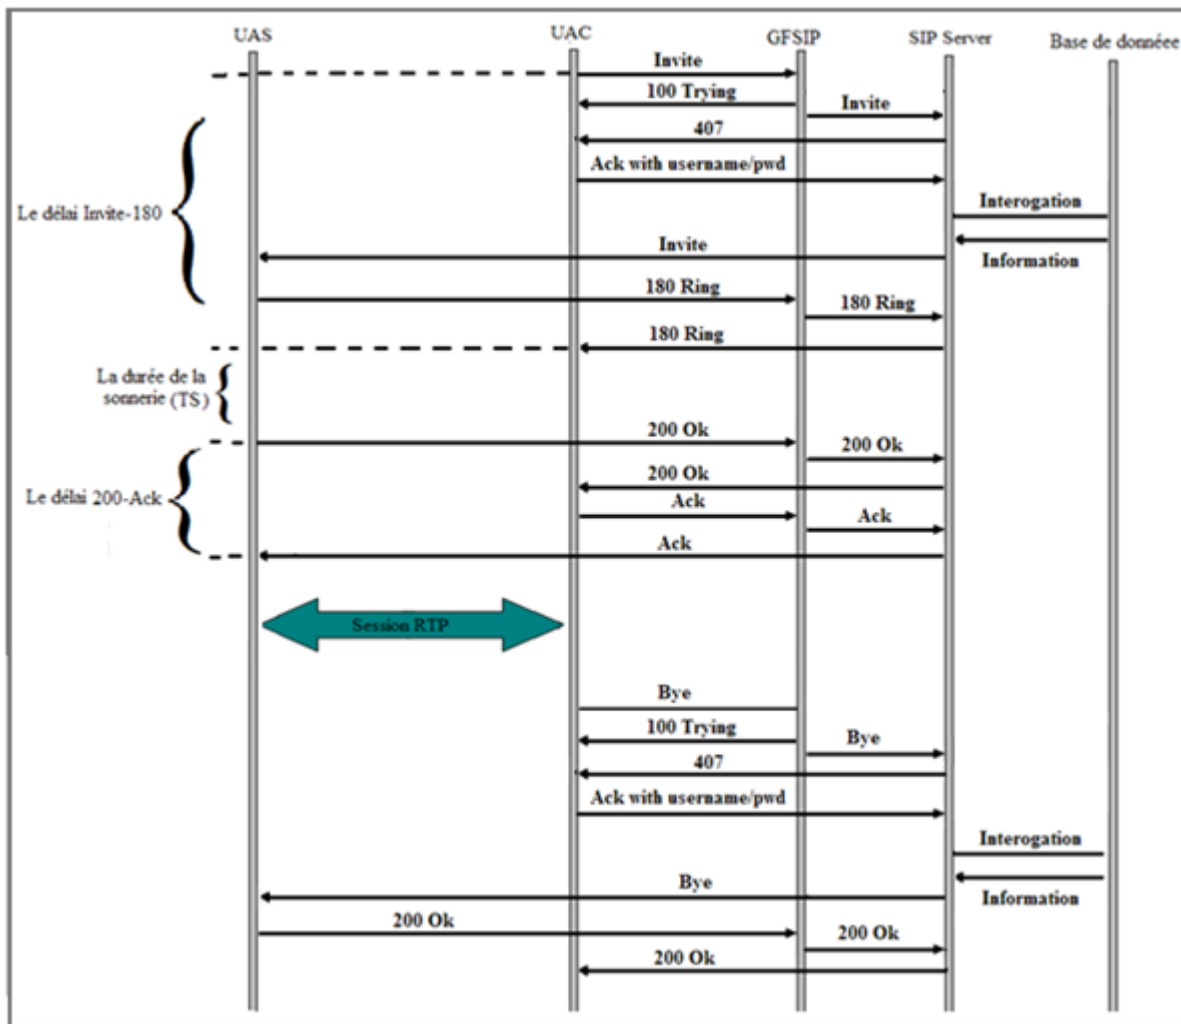 UAS
UAC
GFSIP
SIP Server
Base de donnéee
Invite
100 Trying
Invite
407
Ack with username/pwd
Interogation
Le délai Invite-180
Invite
Information
180 Ring
180 Ring
180 Ring
La durée de la
sonnerie (TS)
200 Ok
200 Ok
200 Ok
Le délai 200-Ack
Ack
Ack
Ack
Session RTP
Bye
100 Trying
Bye
407
Ack with username/pwd
Interogation
Bye
Information
200 Ok
200 Ok
200 Ok